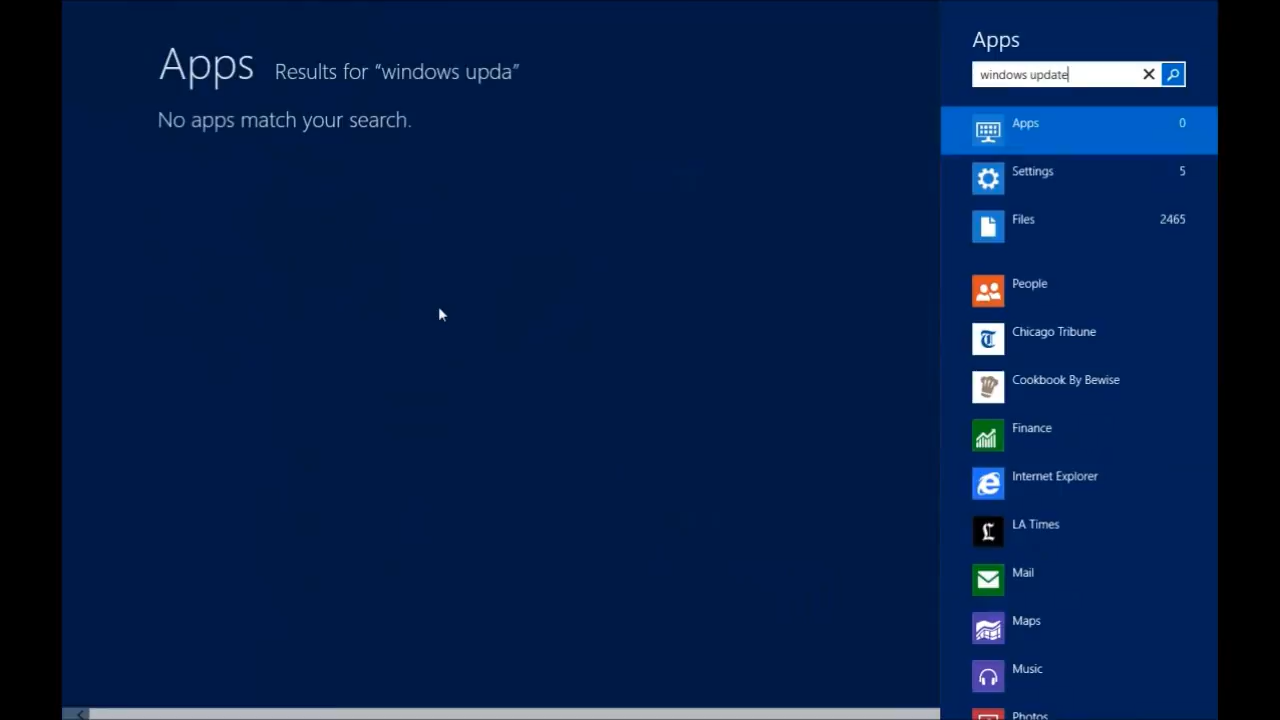 Apps Results for “windows upda”
No apps match your search.
Apps
windows update
Apps 0
Settings 5
Files 2465
People
Chicago Tribune
Cookbook By Bewise
Finance
Internet Explorer
LA Times
Mail
Maps
Music
Photos